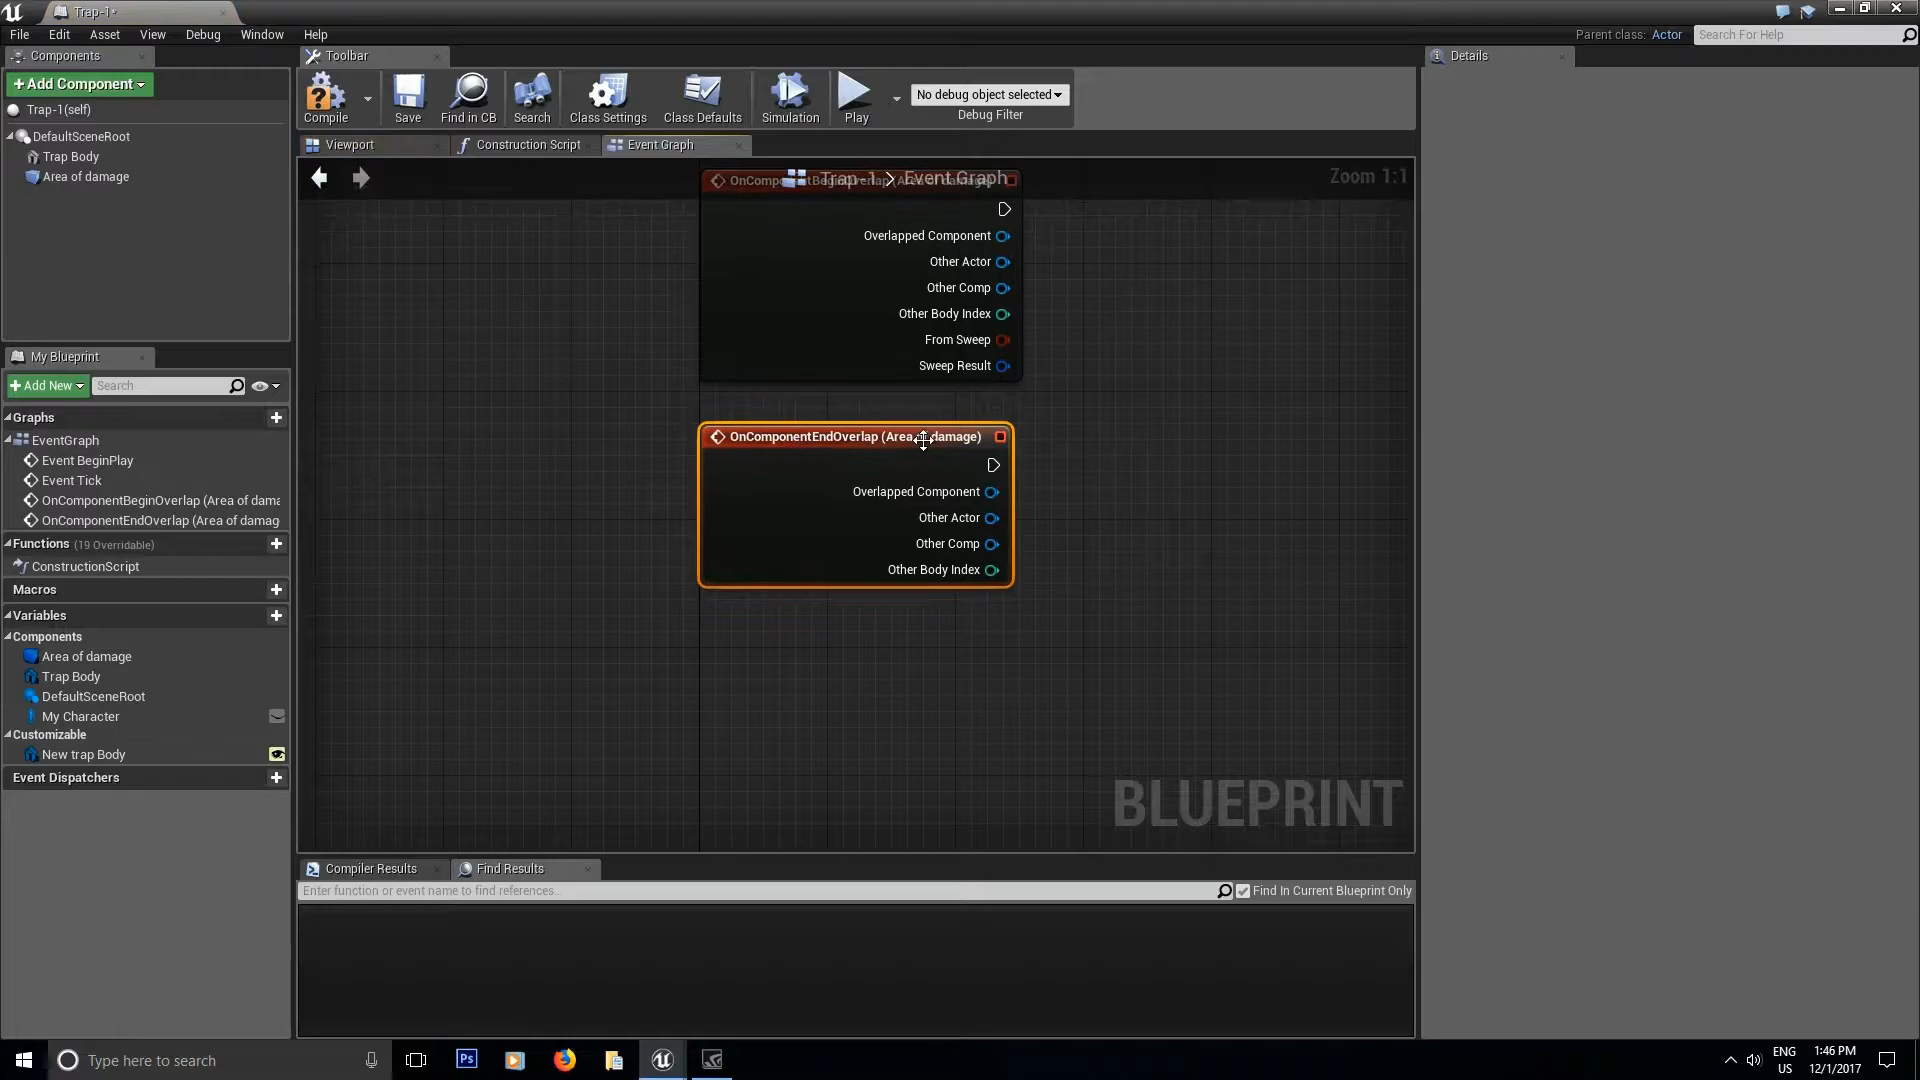 Trap-1*
File Edit Asset View Debug Window Help
Parent class: Actor
Search For Help
Components
Toolbar
Details
+Add Component
Trap-1(self)
DefaultSceneRoot
Trap Body
Area of damage
Compile
Save
Find in CB
Search
Class Settings
Class Defaults
Simulation
Play
No debug object selected
Debug Filter
Viewport
Construction Script
Event Graph
Trap-1 > Event Graph
Zoom 1:1
OnComponentBeginOverlap (Area of damage)
Overlapped Component
Other Actor
Other Comp
Other Body Index
From Sweep
Sweep Result
OnComponentEndOverlap (Area of damage)
Overlapped Component
Other Actor
Other Comp
Other Body Index
BLUEPRINT
My Blueprint
+Add New
Search
Graphs
EventGraph
Event BeginPlay
Event Tick
OnComponentBeginOverlap (Area of dama
OnComponentEndOverlap (Area of damag
Functions (19 Overridable)
ConstructionScript
Macros
Variables
Components
Area of damage
Trap Body
DefaultSceneRoot
My Character
Customizable
New trap Body
Event Dispatchers
Compiler Results
Find Results
Enter function or event name to find references...
Find In Current Blueprint Only
Type here to search
Ps
ENG
US
1:46 PM
12/1/2017